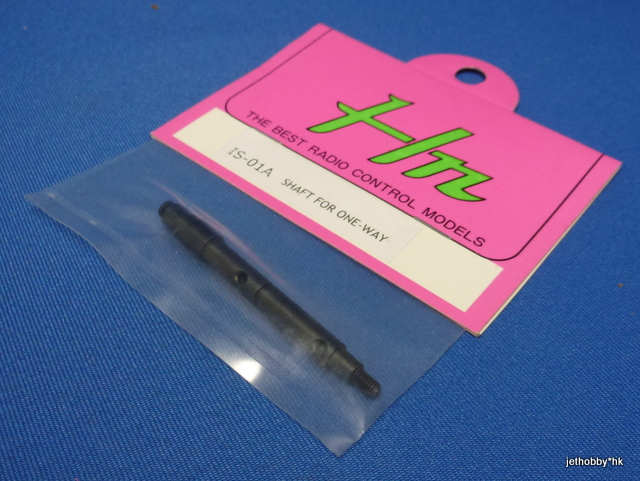 Hn
THE BEST RADIO CONTROL MODELS
IS-01A SHAFT FOR ONE-WAY
jethobby*hk